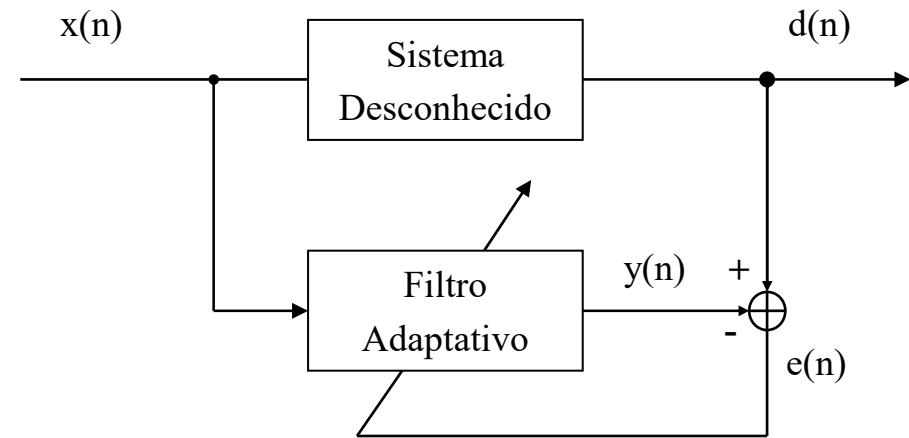 x(n)
d(n)
Sistema
Desconhecido
Filtro
Adaptativo
y(n)
+
-
e(n)